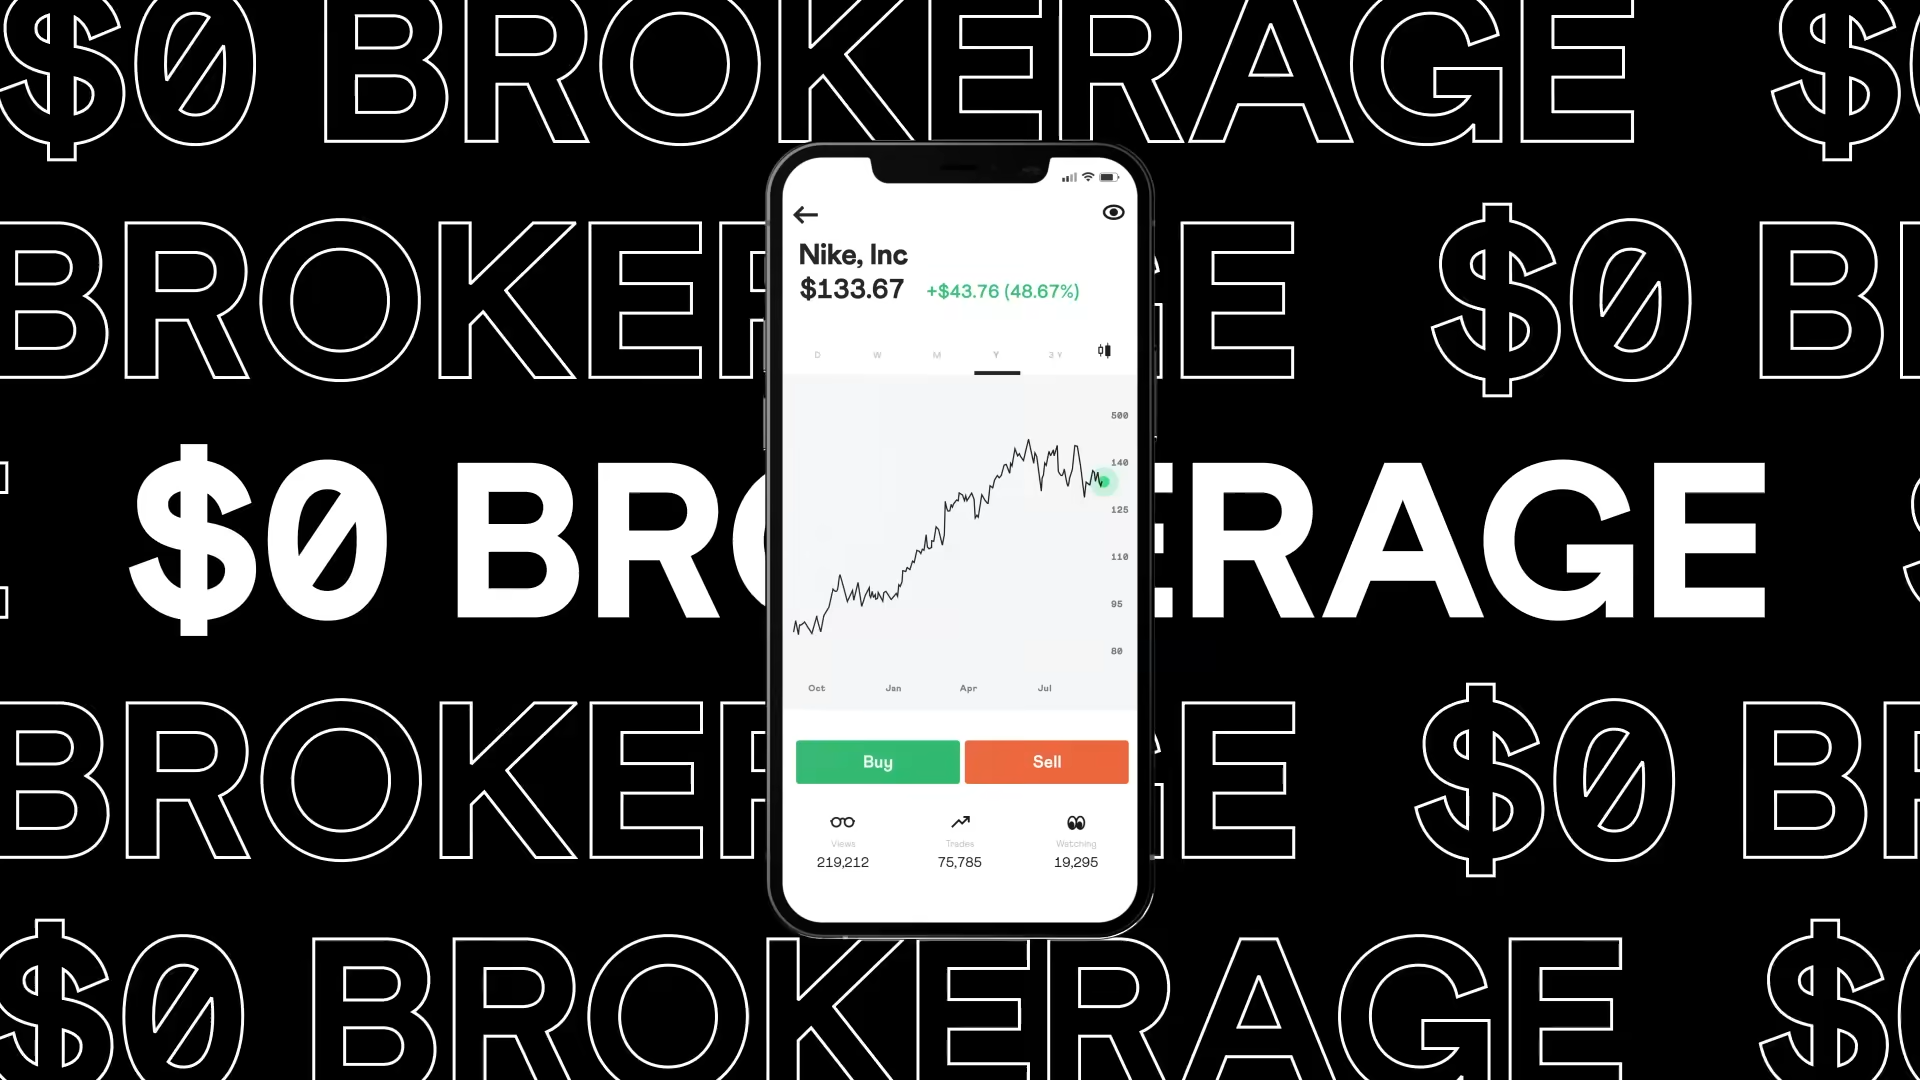 $0 BROKERAGE $0
Nike, Inc
$133.67 +$43.76 (48.67%)
D W M Y 3 Y
500
140
125
110
95
80
Oct Jan Apr Jul
Buy Sell
Views Trades Watching
219,212 75,785 19,295
BROKERAGE $0 B
$0 BROKERAGE
BROKERAGE $0 BR
$0 BROKERAGE $0